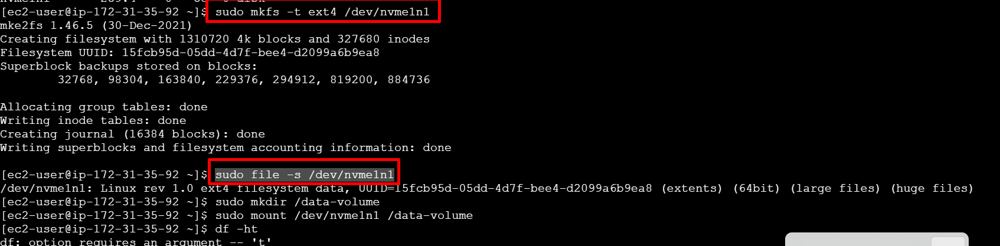 [ec2-user@ip-172-31-35-92 ~]$ sudo mkfs -t ext4 /dev/nvme1n1
mke2fs 1.46.5 (30-Dec-2021)
Creating filesystem with 1310720 4k blocks and 327680 inodes
Filesystem UUID: 15fcb95d-05dd-4d7f-bee4-d2099a6b9ea8
Superblock backups stored on blocks:
        32768, 98304, 163840, 229376, 294912, 819200, 884736
Allocating group tables: done
Writing inode tables: done
Creating journal (16384 blocks): done
Writing superblocks and filesystem accounting information: done
[ec2-user@ip-172-31-35-92 ~]$ sudo file -s /dev/nvme1n1
/dev/nvme1n1: Linux rev 1.0 ext4 filesystem data, UUID=15fcb95d-05dd-4d7f-bee4-d2099a6b9ea8 (extents) (64bit) (large files) (huge files)
[ec2-user@ip-172-31-35-92 ~]$ sudo mkdir /data-volume
[ec2-user@ip-172-31-35-92 ~]$ sudo mount /dev/nvme1n1 /data-volume
[ec2-user@ip-172-31-35-92 ~]$ df -ht
df: option requires an argument -- 't'